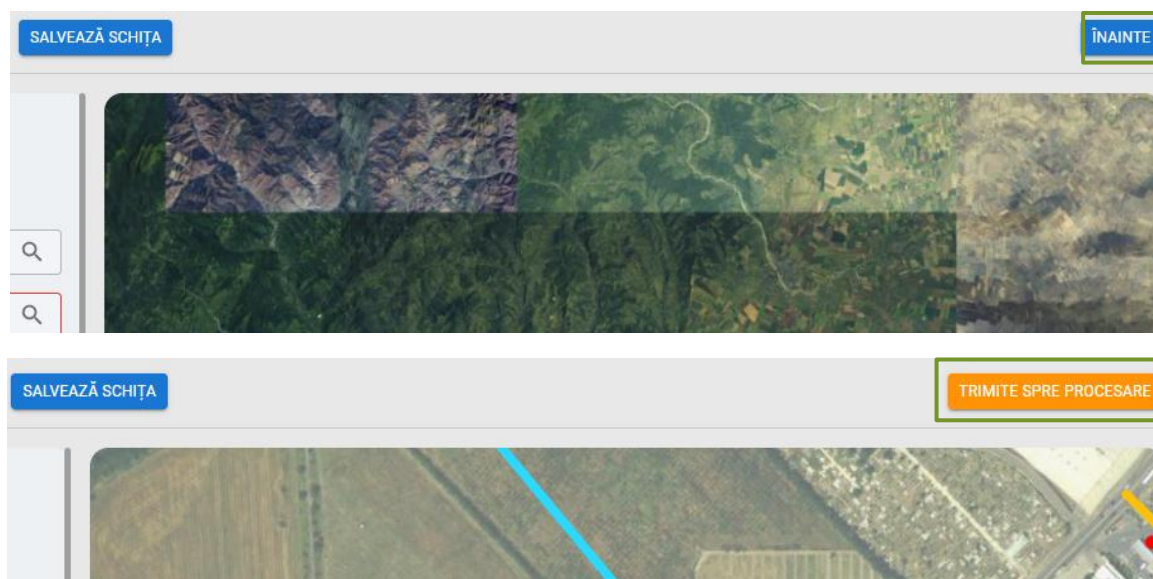 SALVEAZĂ SCHIȚA
ÎNAINTE
SALVEAZĂ SCHIȚA
TRIMITE SPRE PROCESARE